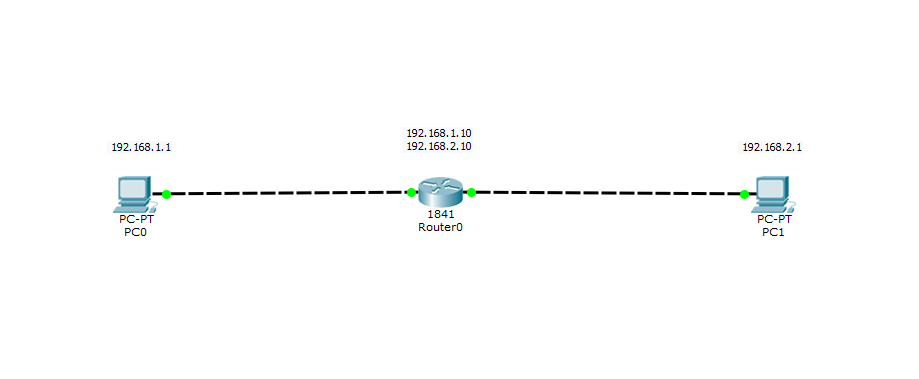 192.168.1.10
192.168.2.10
192.168.1.1
192.168.2.1
PC-PT
PC0
1841
Router0
PC-PT
PC1